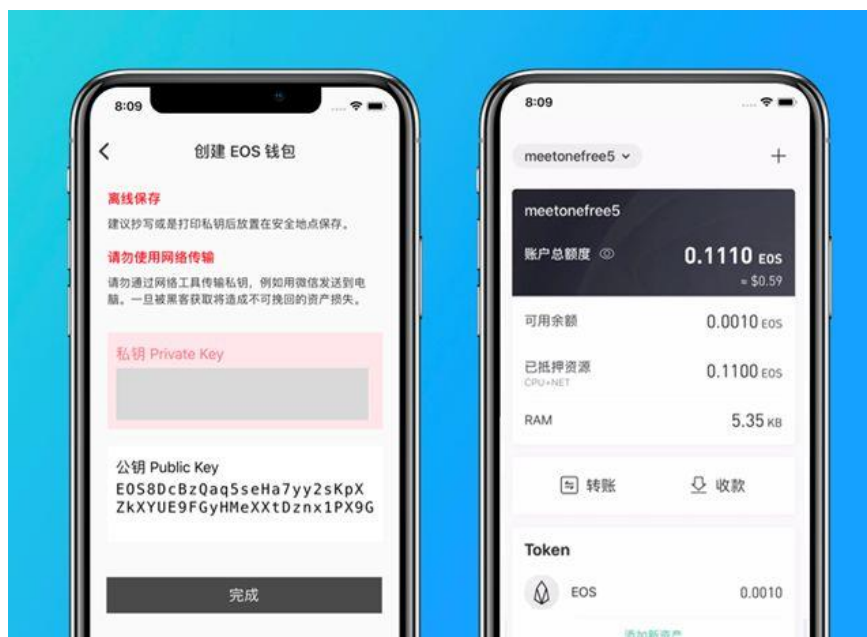 8:09
创建 EOS 钱包
离线保存
建议抄写或是打印私钥后放置在安全地点保存。
请勿使用网络传输
请勿通过网络工具传输私钥，例如用微信发送到电
脑。一旦被黑客获取将造成不可挽回的资产损失。
私钥 Private Key
公钥 Public Key
EOS8DcBzQaq5seHa7yy2sKpX
ZkXYUE9FGyHMeXXtDznx1PX9G
完成
8:09
meetonefree5
meetonefree5
账户总额度
0.1110 EOS
≈ $0.59
可用余额
0.0010 EOS
已抵押资源
CPU+NET
0.1100 EOS
RAM
5.35 KB
转账
收款
Token
EOS
0.0010
添加新资产